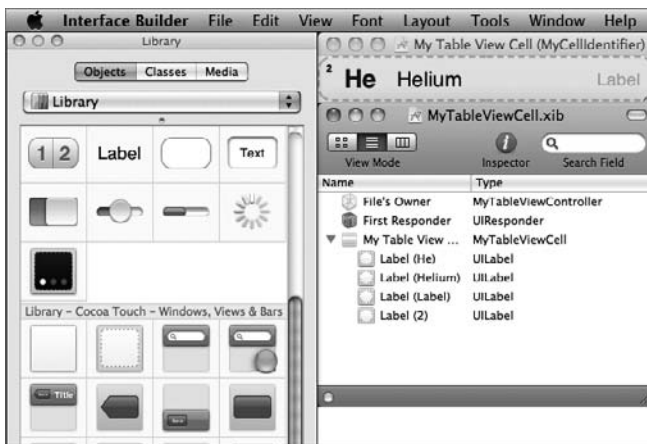 Interface Builder File Edit View Font Layout Tools Window Help
Library
Objects Classes Media
Library
1 2 Label Text
Library – Cocoa Touch – Windows, Views & Bars
Title
My Table View Cell (MyCellIdentifier)
2 He Helium Label
MyTableViewCell.xib
View Mode Inspector Search Field
Name Type
File's Owner MyTableViewController
First Responder UIResponder
My Table View ... MyTableViewCell
Label (He) UILabel
Label (Helium) UILabel
Label (Label) UILabel
Label (2) UILabel